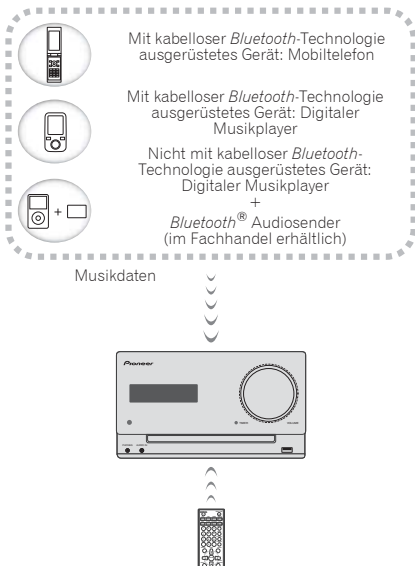 Mit kabelloser Bluetooth-Technologie
ausgerüstetes Gerät: Mobiltelefon
Mit kabelloser Bluetooth-Technologie
ausgerüstetes Gerät: Digitaler
Musikplayer
Nicht mit kabelloser Bluetooth-
Technologie ausgerüstetes Gerät:
Digitaler Musikplayer
+
+
Bluetooth® Audiosender
(im Fachhandel erhältlich)
Musikdaten
Pioneer